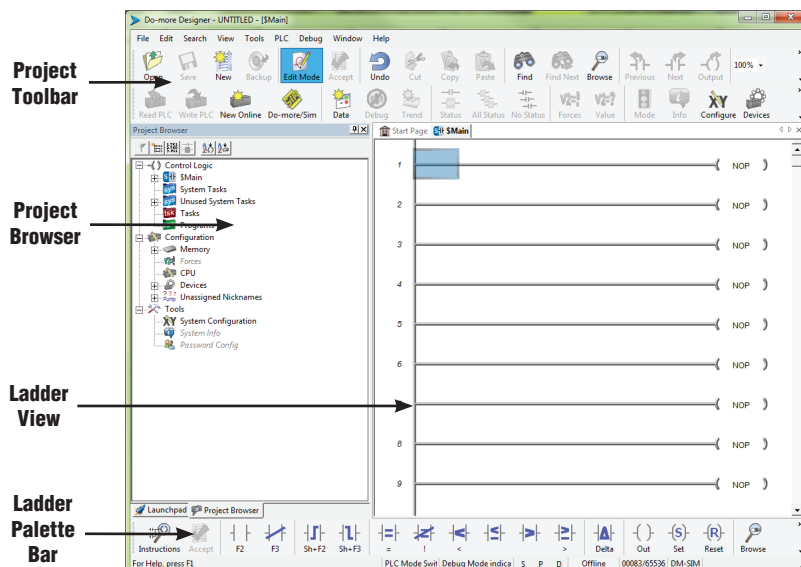 Do-more Designer - UNTITLED - [$Main]
File Edit Search View Tools PLC Debug Window Help
Project Toolbar
Open Save New Backup Edit Mode Accept Undo Cut Copy Paste Find Find Next Browse Previous Next Output 100%
Read PLC Write PLC New Online Do-more/Sim Data Debug Trend Status All Status No Status Forces Value Mode Info Configure Devices
Project Browser
Start Page $Main
Control Logic
$Main
System Tasks
Unused System Tasks
Tasks
Programs
Configuration
Memory
Forces
CPU
Devices
Unassigned Nicknames
Tools
System Configuration
System Info
Password Config
Project Browser
1 NOP
2 NOP
3 NOP
4 NOP
5 NOP
6 NOP
NOP
8 NOP
9 NOP
Ladder View
Launchpad Project Browser
Ladder Palette Bar
Instructions Accept F2 F3 Sh+F2 Sh+F3 = ! < > Delta Out Set Reset Browse
For Help, press F1 PLC Mode Swit Debug Mode indica S P D Offline 00083/65536 DM-SIM